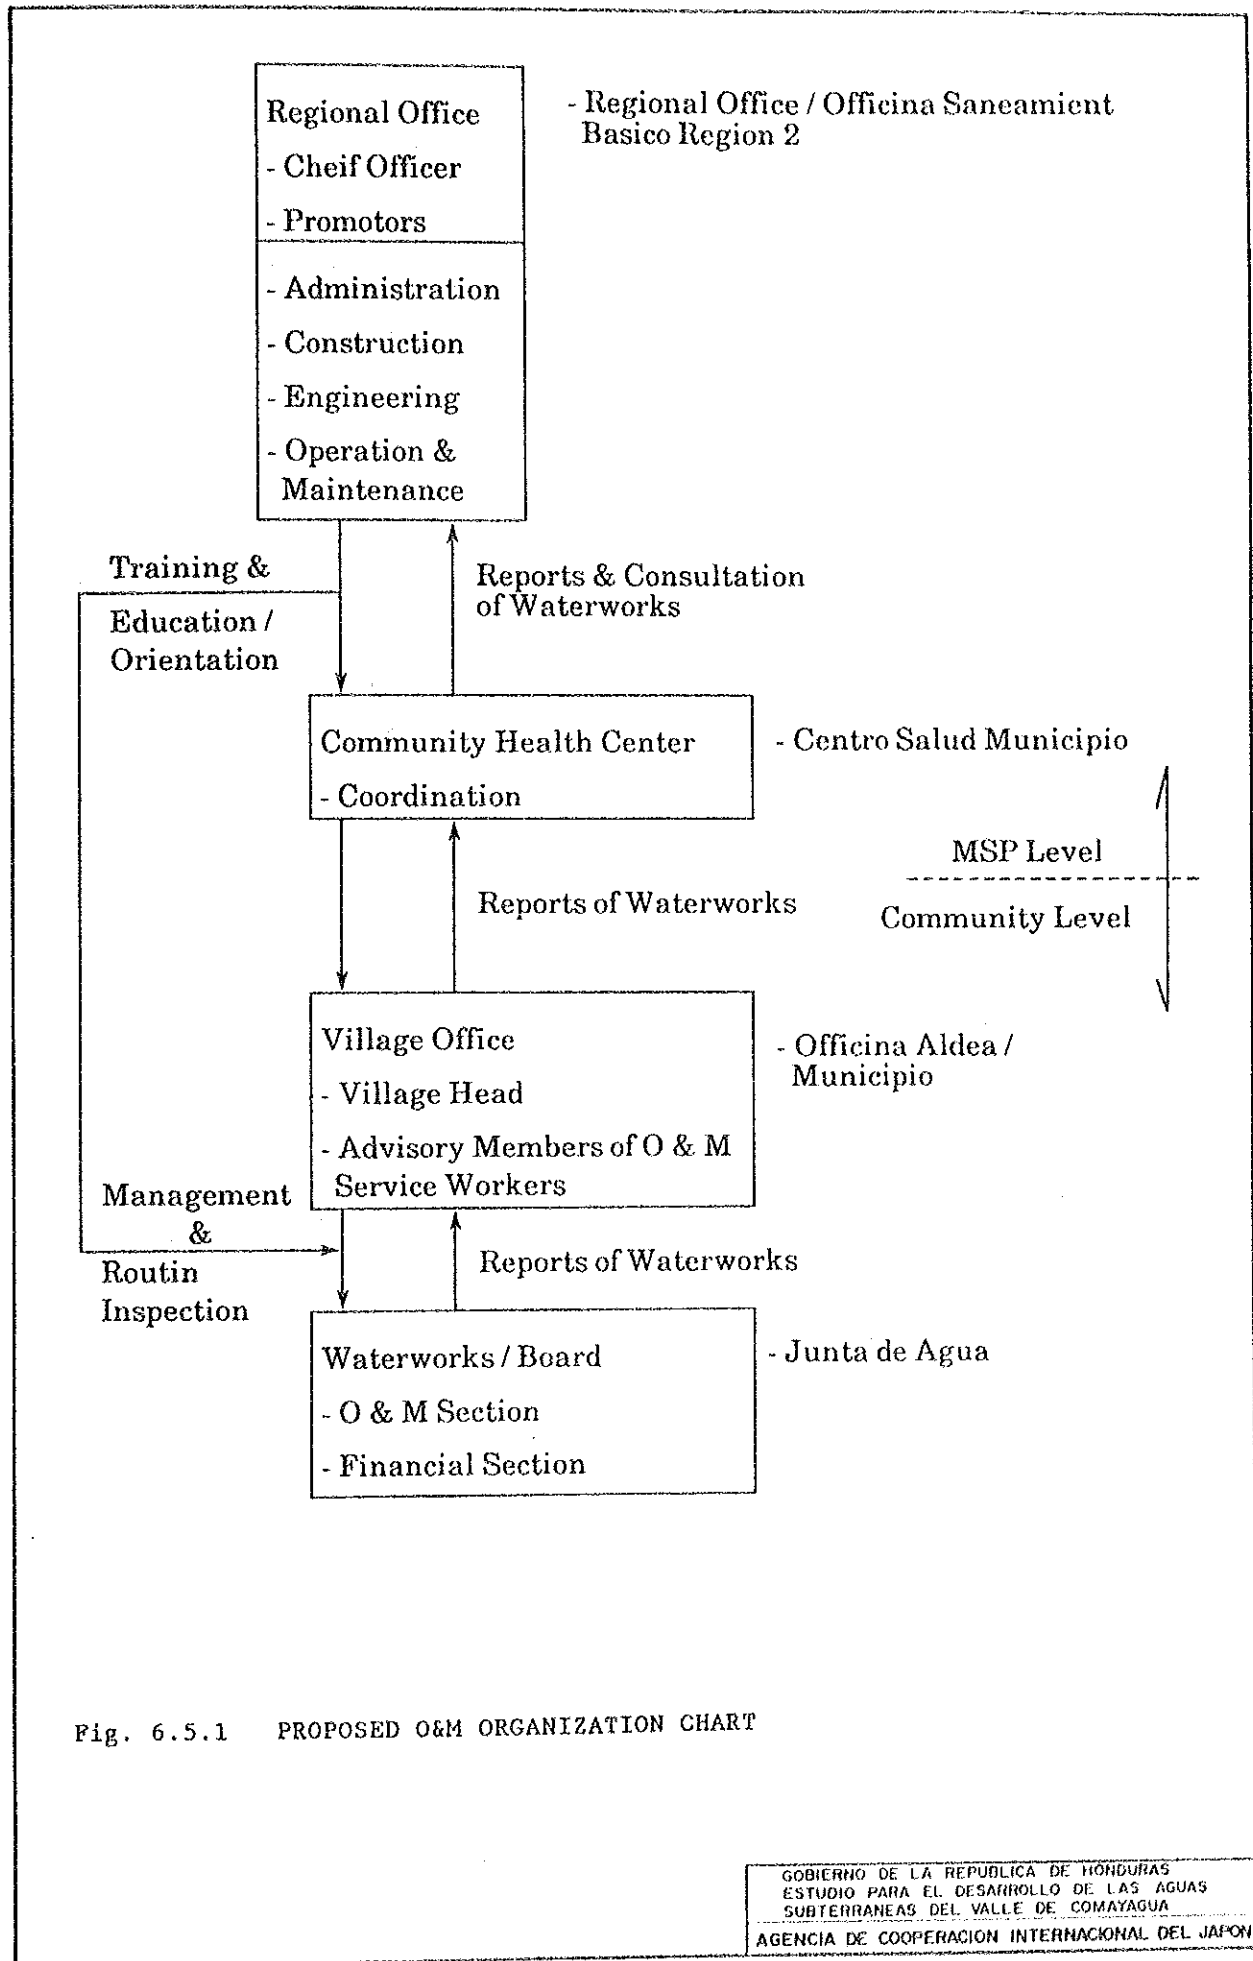 Regional Office
- Cheif Officer
- Promotors
- Administration
- Construction
- Engineering
- Operation &
Maintenance
- Regional Office / Officina Saneamient
Basico Region 2
Training &
Education /
Orientation
Reports & Consultation
of Waterworks
Community Health Center
- Coordination
- Centro Salud Municipio
MSP Level
Community Level
Reports of Waterworks
Village Office
- Village Head
- Advisory Members of O & M
Service Workers
- Officina Aldea /
Municipio
Management
&
Routin
Inspection
Reports of Waterworks
Waterworks / Board
- O & M Section
- Financial Section
- Junta de Agua
Fig. 6.5.1 PROPOSED O&M ORGANIZATION CHART
GOBIERNO DE LA REPUBLICA DE HONDURAS
ESTUDIO PARA EL DESARROLLO DE LAS AGUAS
SUBTERRANEAS DEL VALLE DE COMAYAGUA
AGENCIA DE COOPERACION INTERNACIONAL DEL JAPON